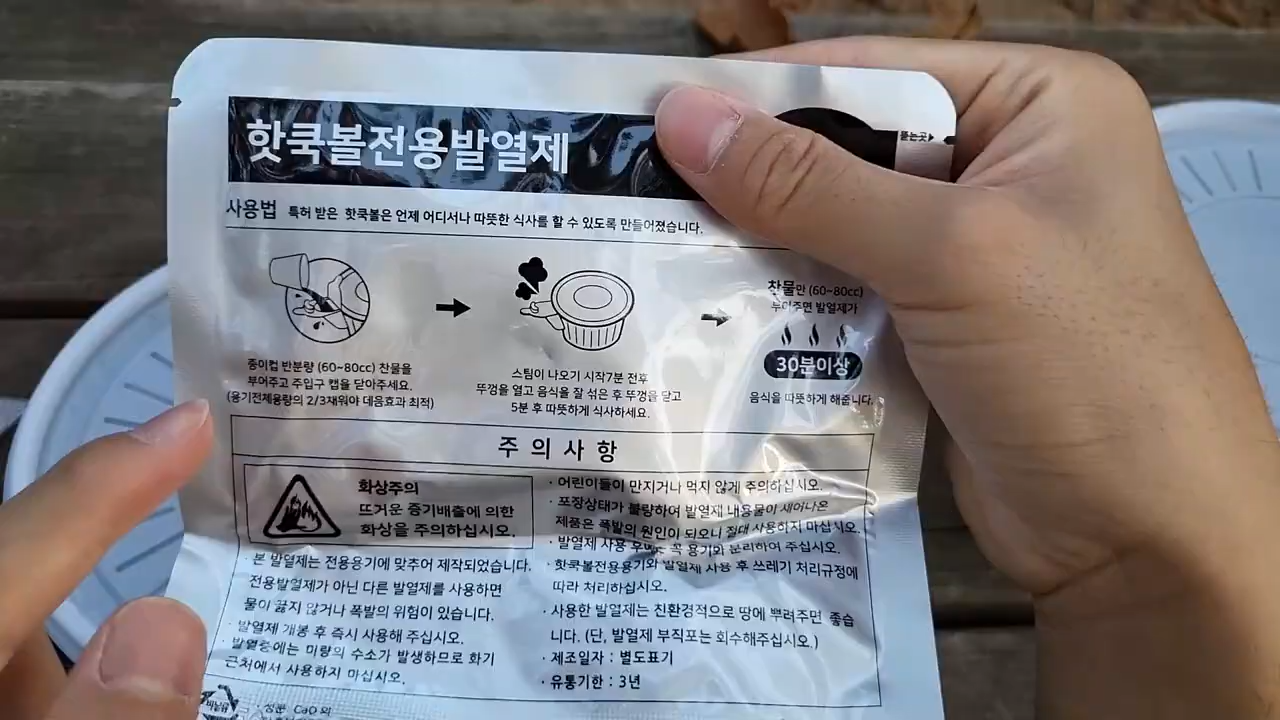 핫쿡볼전용발열제
뜯는곳
사용법 특허 받은 핫쿡볼은 언제 어디서나 따뜻한 식사를 할 수 있도록 만들어졌습니다.
종이컵 반분량 (60~80cc) 찬물을
부어주고 주입구 캡을 닫아주세요.
(용기전체용량의 2/3채워야 데움효과 최적)
스팀이 나오기 시작7분 전후
뚜껑을 열고 음식을 잘 섞은 후 뚜껑을 닫고
5분 후 따뜻하게 식사하세요.
찬물만 (60~80cc)
부어주면 발열제가
30분이상
음식을 따뜻하게 해준니다.
주의사항
화상주의
뜨거운 증기배출에 의한
화상을 주의하십시오.
· 본 발열제는 전용용기에 맞추어 제작되었습니다.
전용발열제가 아닌 다른 발열제를 사용하면
물이 끓지 않거나 폭발의 위험이 있습니다.
· 발열제 개봉 후 즉시 사용해 주십시오.
· 발열중에는 미량의 수소가 발생하므로 화기
근처에서 사용하지 마십시오.
· 어린이들이 만지거나 먹지 않게 주의하십시오.
· 포장상태가 불량하여 발열제 내용물이 새어나온
제품은 폭발의 원인이 되오니 절대 사용하지 마십시오.
· 발열제 사용 후에는 꼭 용기와 분리하여 주십시오.
· 핫쿡볼전용용기와 발열제 사용 후 쓰레기 처리규정에
따라 처리하십시오.
· 사용한 발열제는 친환경적으로 땅에 뿌려주면 좋습
니다. (단, 발열제 부직포는 회수해주십시오.)
· 제조일자 : 별도표기
· 유통기한 : 3년
비닐류
성분 CaO 외